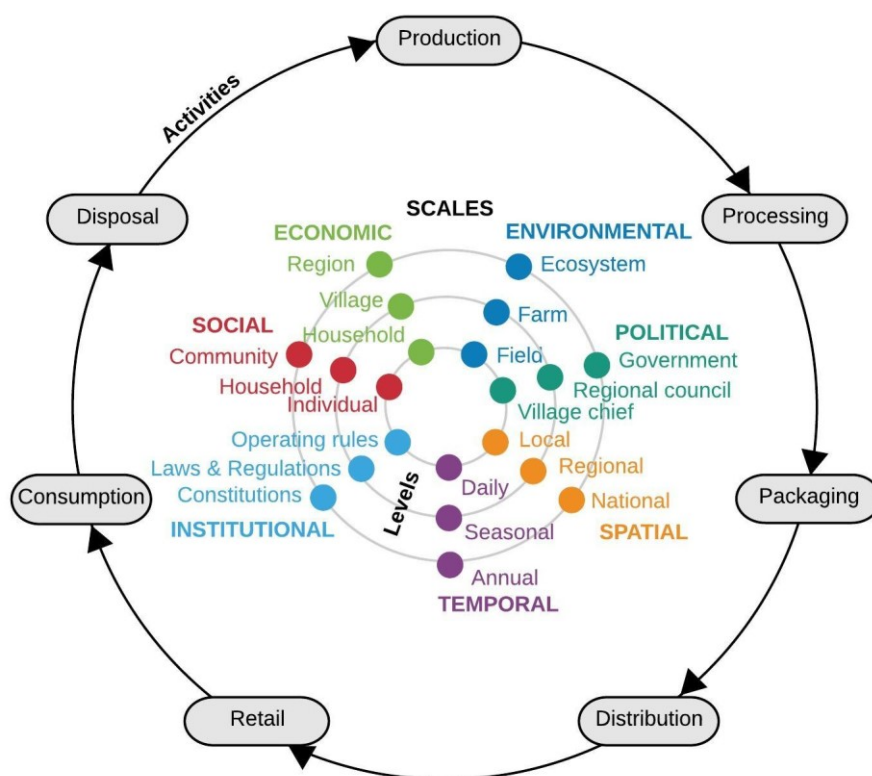 Production
Activities
Disposal
Processing
SCALES
ECONOMIC
ENVIRONMENTAL
Region
Ecosystem
Village
Farm
SOCIAL
Household
POLITICAL
Community
Field
Government
Household
Regional council
Individual
Village chief
Operating rules
Local
Laws & Regulations
Regional
Constitutions
Levels
Daily
National
INSTITUTIONAL
Seasonal
SPATIAL
Annual
TEMPORAL
Consumption
Packaging
Retail
Distribution